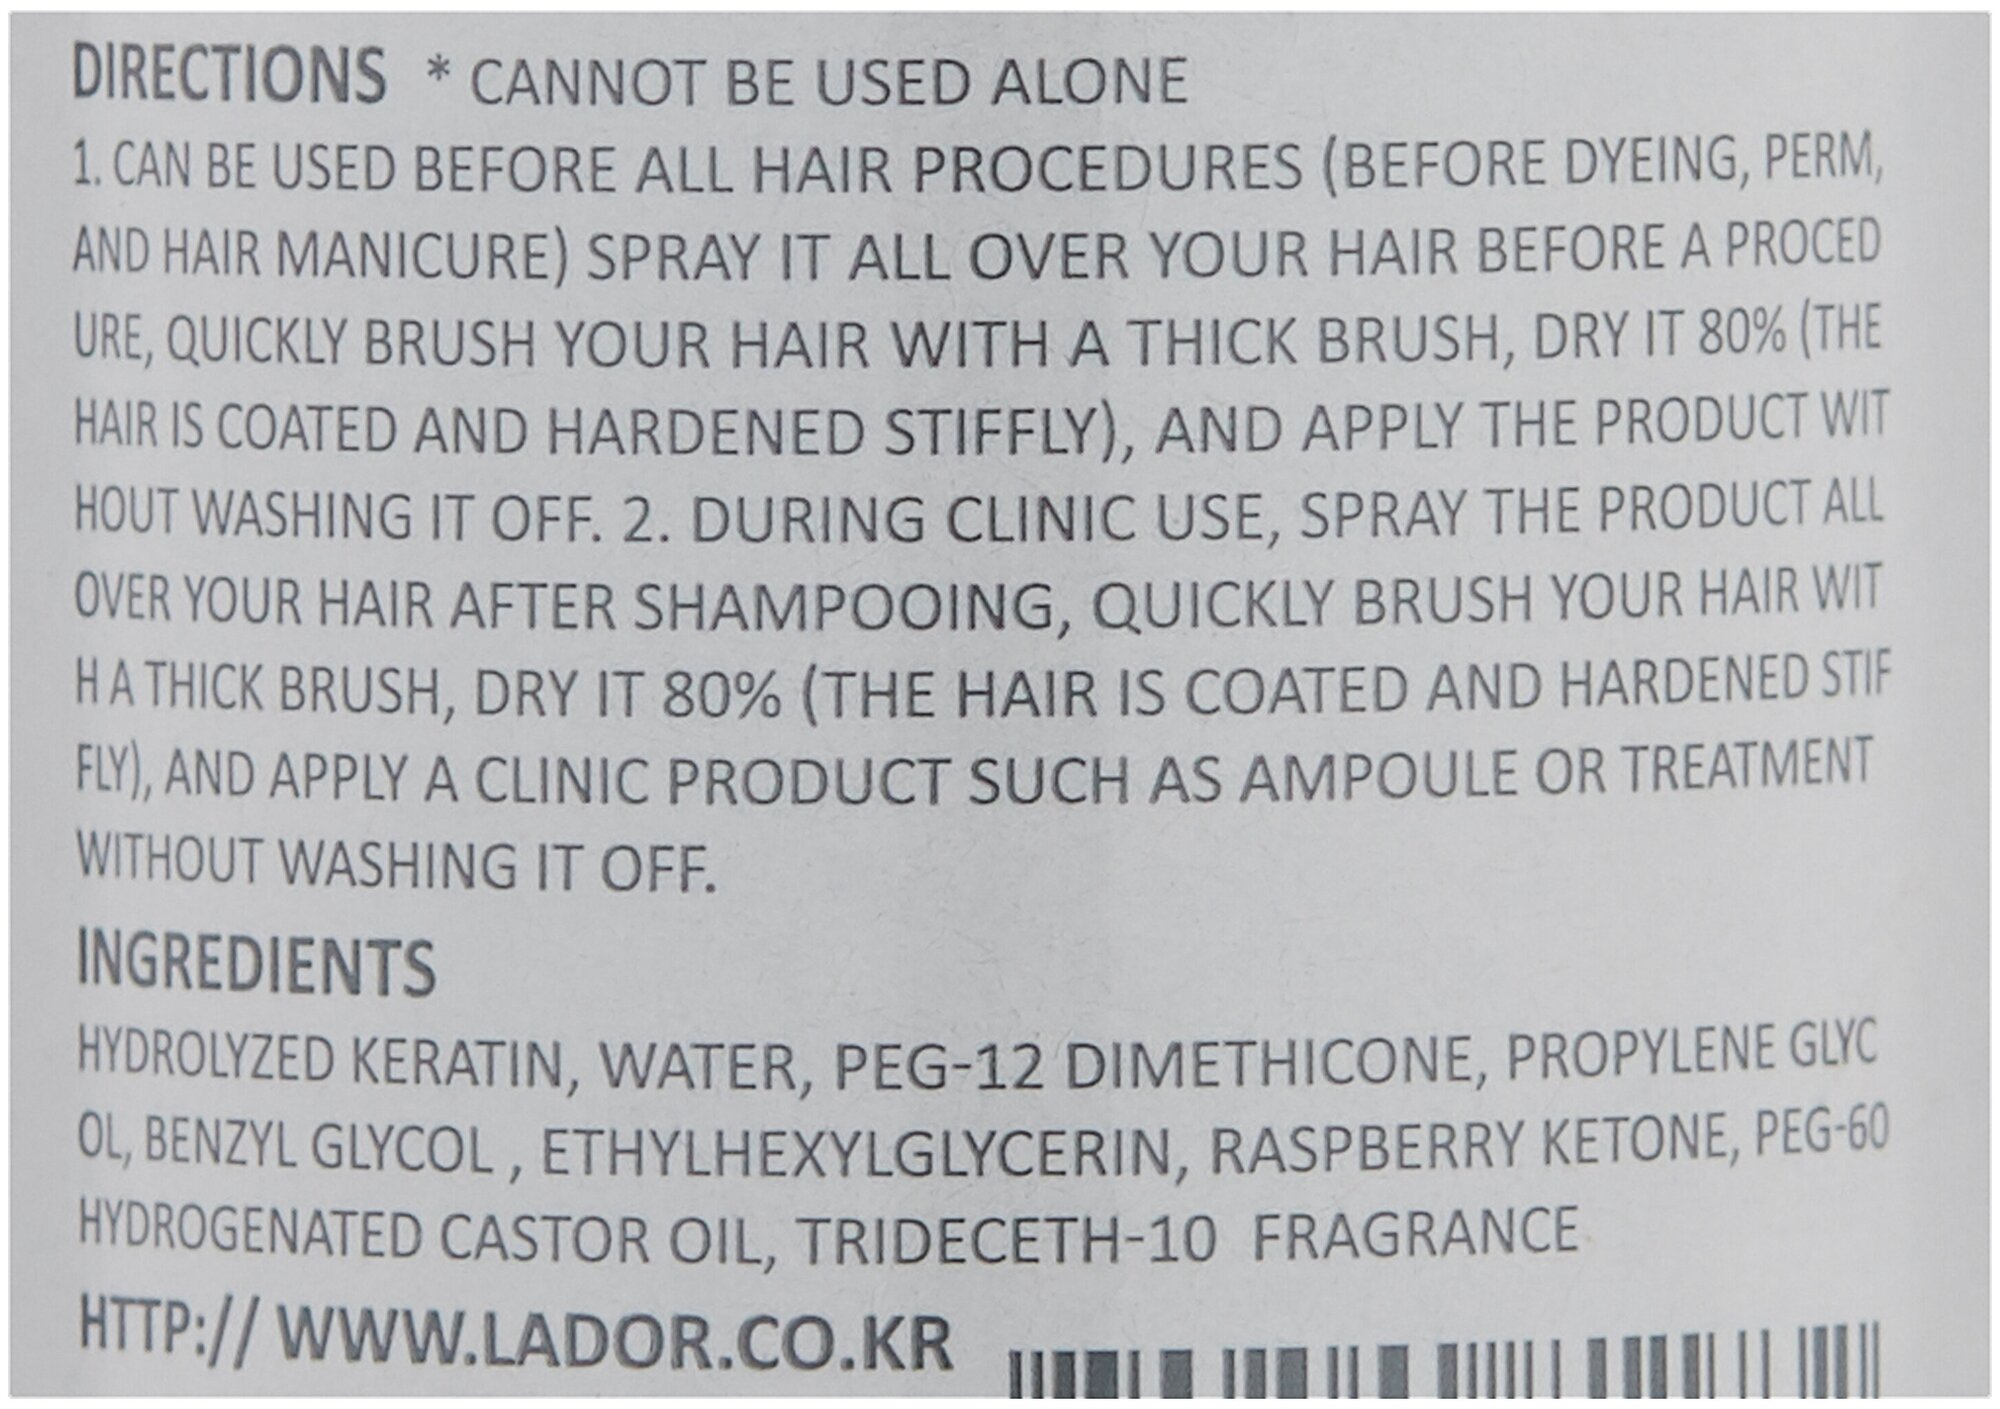 DIRECTIONS * CANNOT BE USED ALONE
1. CAN BE USED BEFORE ALL HAIR PROCEDURES (BEFORE DYEING, PERM,
AND HAIR MANICURE) SPRAY IT ALL OVER YOUR HAIR BEFORE A PROCED
URE, QUICKLY BRUSH YOUR HAIR WITH A THICK BRUSH, DRY IT 80% (THE
HAIR IS COATED AND HARDENED STIFFLY), AND APPLY THE PRODUCT WIT
HOUT WASHING IT OFF. 2. DURING CLINIC USE, SPRAY THE PRODUCT ALL
OVER YOUR HAIR AFTER SHAMPOOING, QUICKLY BRUSH YOUR HAIR WIT
H A THICK BRUSH, DRY IT 80% (THE HAIR IS COATED AND HARDENED STIF
FLY), AND APPLY A CLINIC PRODUCT SUCH AS AMPOULE OR TREATMENT
WITHOUT WASHING IT OFF.
INGREDIENTS
HYDROLYZED KERATIN, WATER, PEG-12 DIMETHICONE, PROPYLENE GLYC
OL, BENZYL GLYCOL , ETHYLHEXYLGLYCERIN, RASPBERRY KETONE, PEG-60
HYDROGENATED CASTOR OIL, TRIDECETH-10 FRAGRANCE
HTTP:// WWW.LADOR.CO.KR